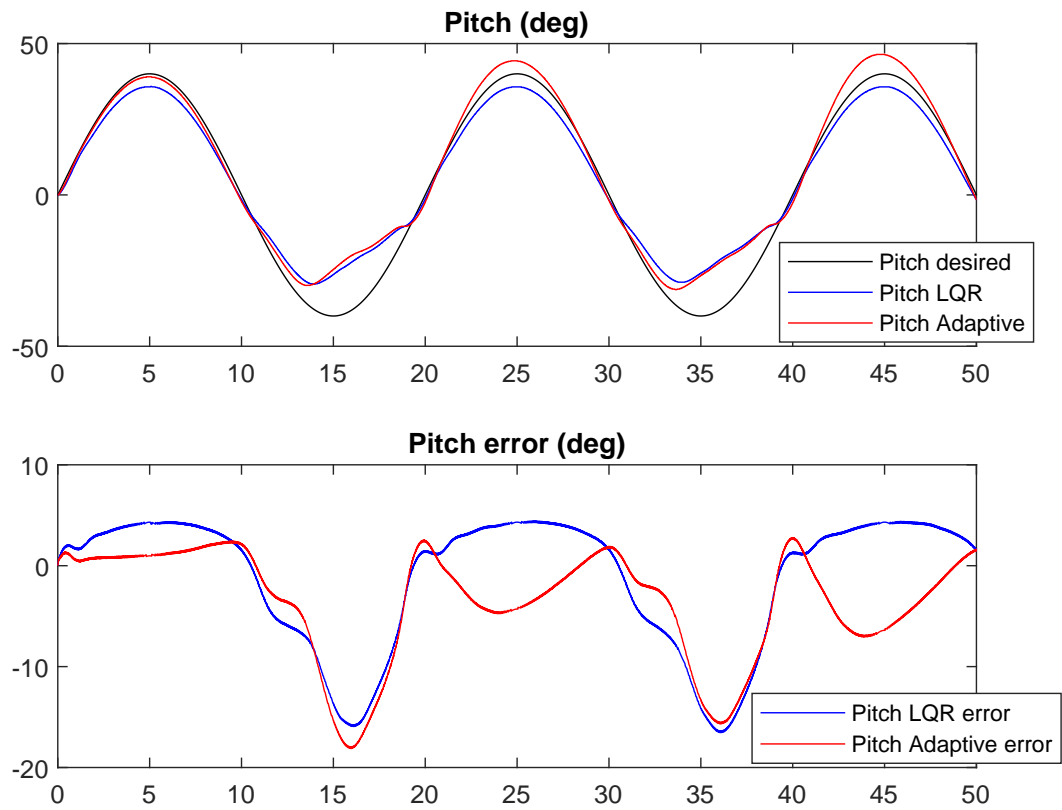 Pitch (deg)
50
0
-50
Pitch desired
Pitch LQR
Pitch Adaptive
0 5 10 15 20 25 30 35 40 45 50
Pitch error (deg)
10
0
-10
-20
Pitch LQR error
Pitch Adaptive error
0 5 10 15 20 25 30 35 40 45 50